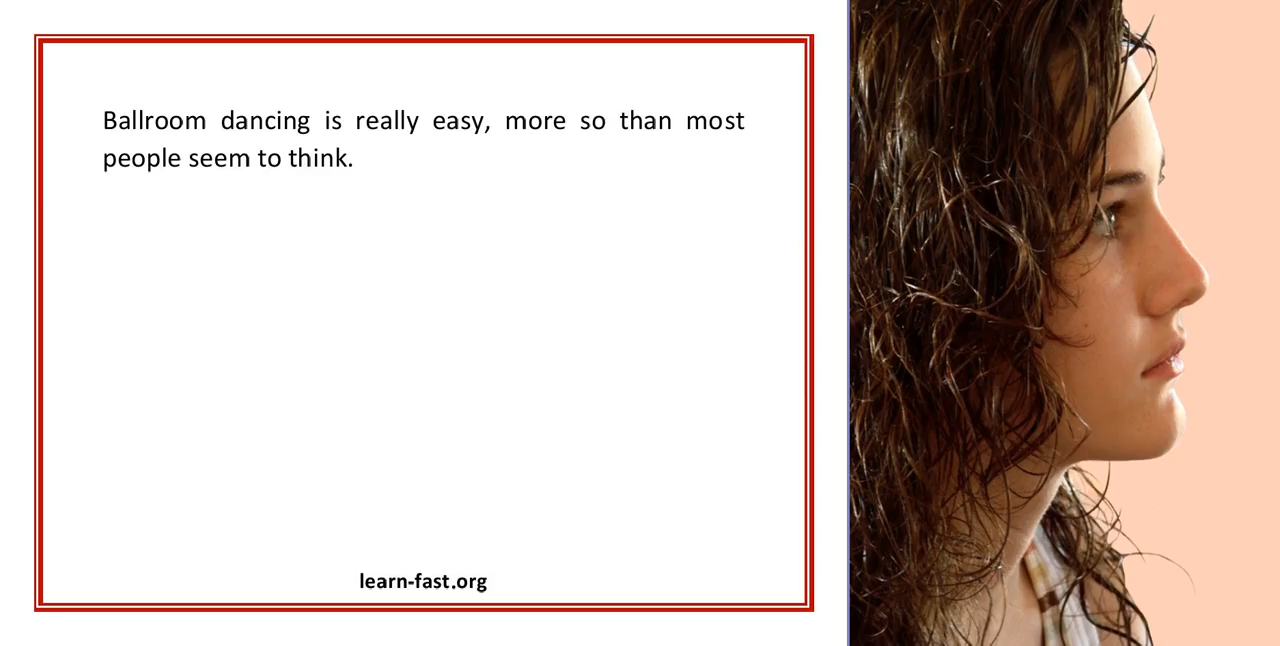 Ballroom dancing is really easy, more so than most
people seem to think.
learn-fast.org